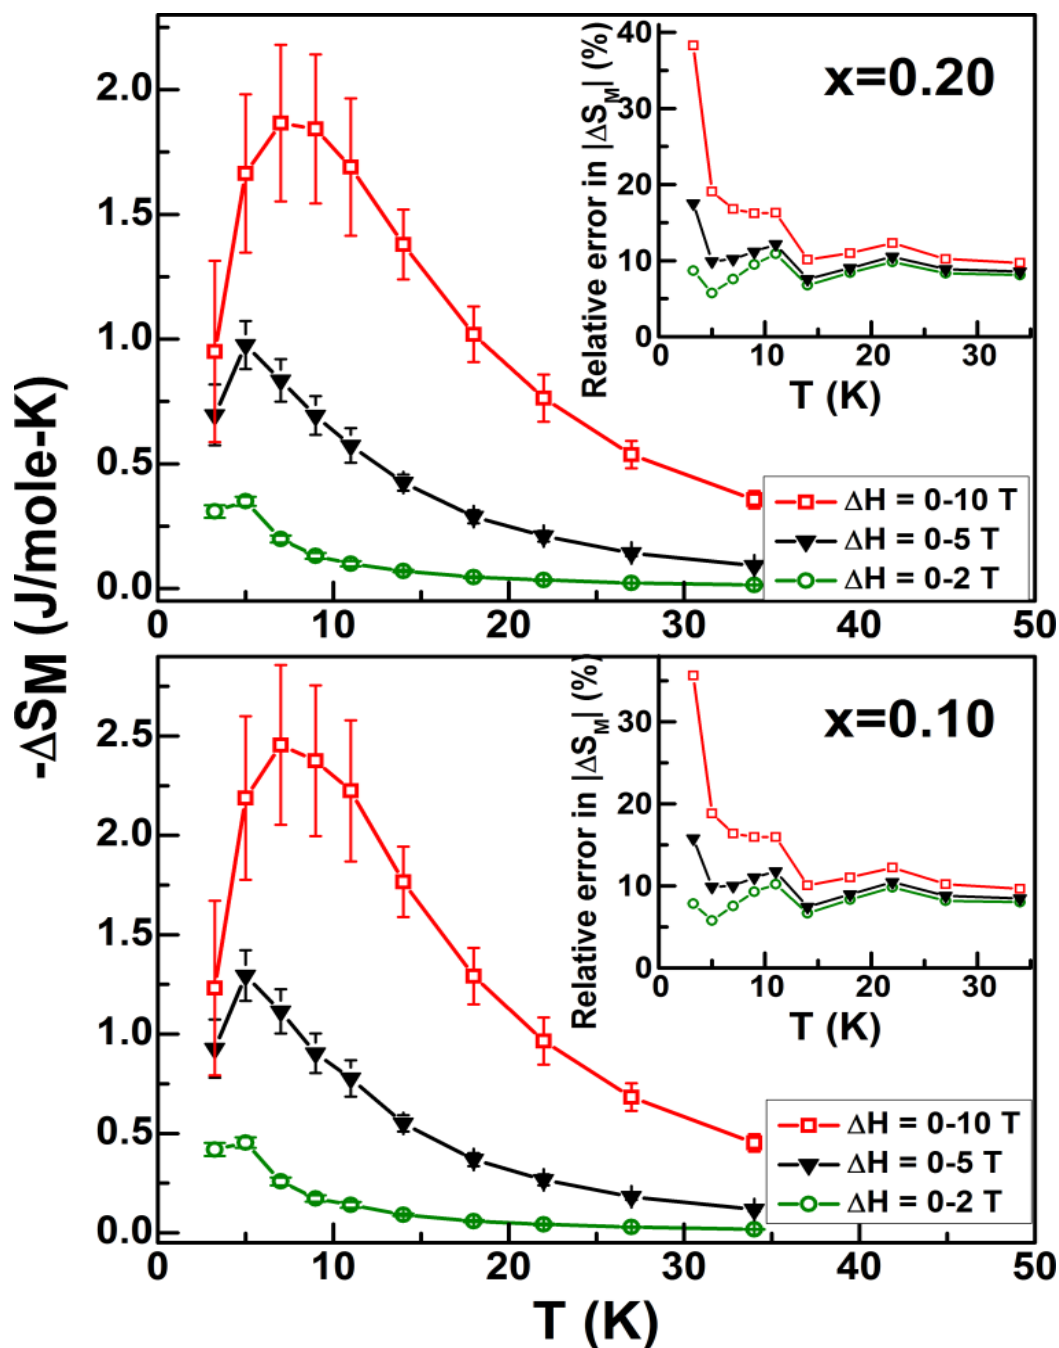 -ΔSM (J/mole-K)
2.0
1.5
1.0
0.5
0.0
0 10 20 30 40 50
Relative error in |ΔSM| (%)
40
30
20
10
0
0 10 20 30
T (K)
x=0.20
ΔH = 0-10 T
ΔH = 0-5 T
ΔH = 0-2 T
2.5
2.0
1.5
1.0
0.5
0.0
0 10 20 30 40 50
Relative error in |ΔSM| (%)
30
20
10
0
0 10 20 30
T (K)
x=0.10
ΔH = 0-10 T
ΔH = 0-5 T
ΔH = 0-2 T
T (K)